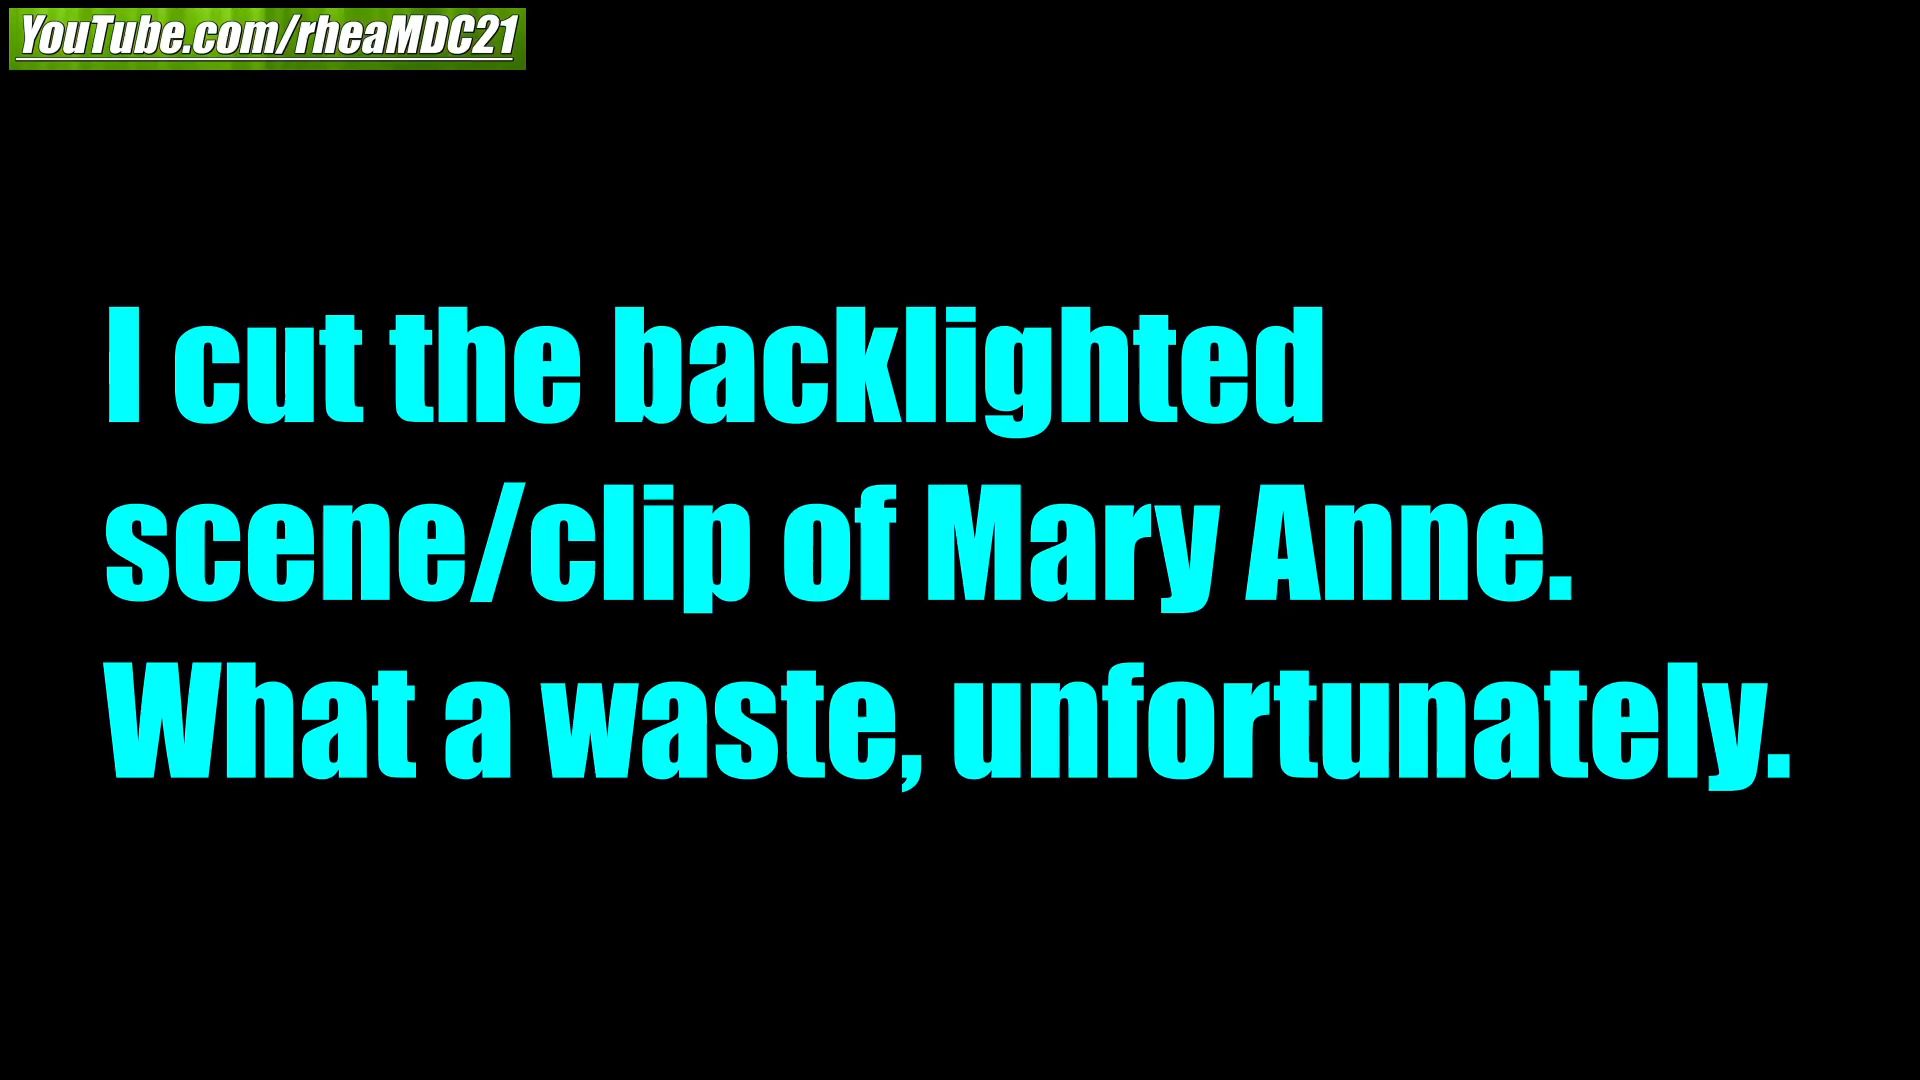 YouTube.com/rheaMDC21
I cut the backlighted
scene/clip of Mary Anne.
What a waste, unfortunately.